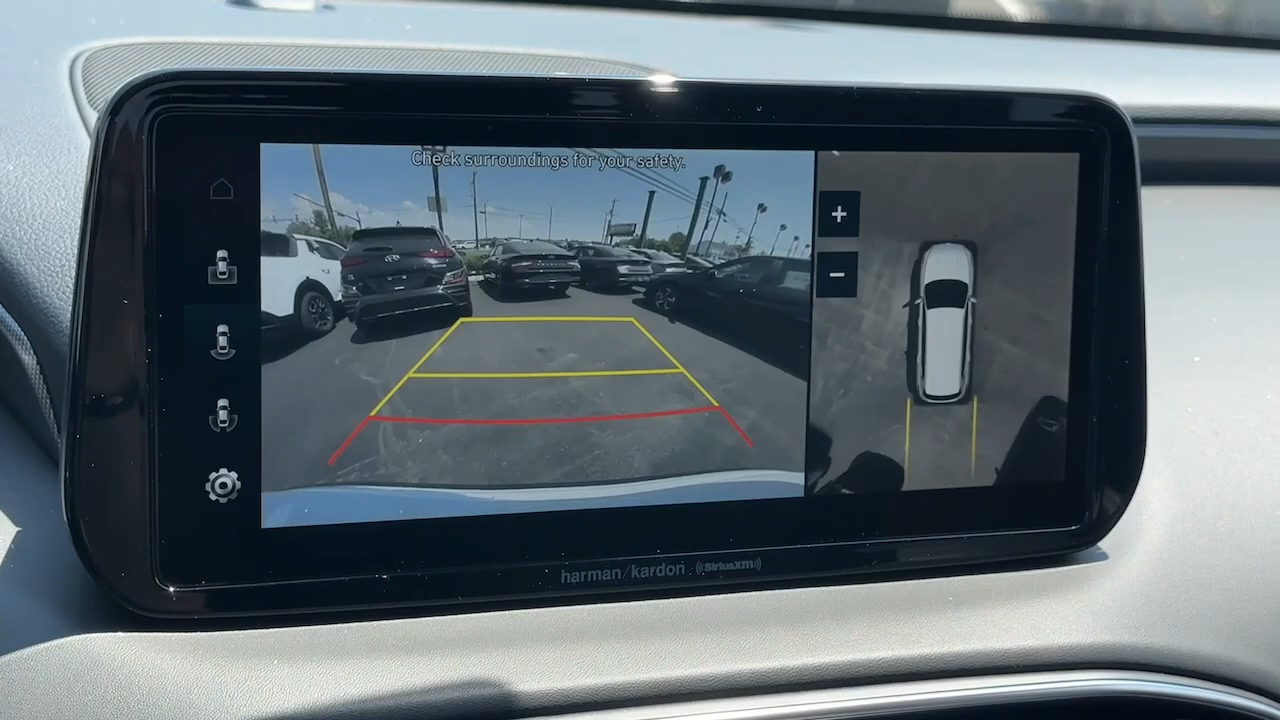 Check surroundings for your safety.
+
-
harman/kardon ((SiriusXM))